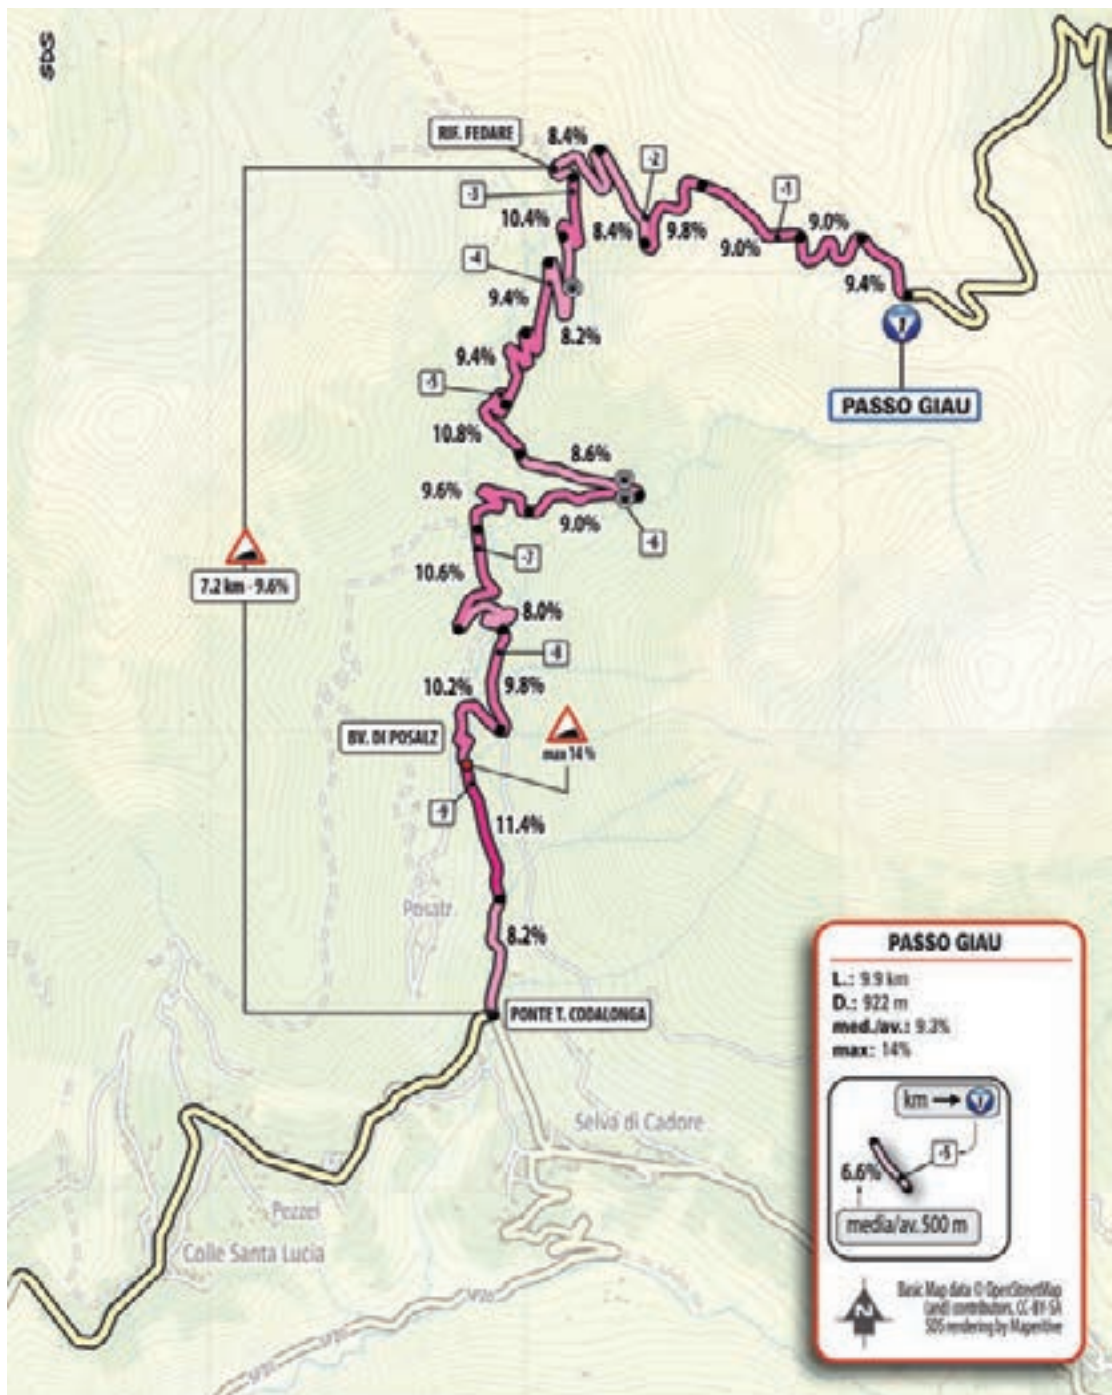 SDS
RIF. FEDARE
8.4%
-2
-3
-1
10.4%
8.4%
9.8%
9.0%
9.0%
-4
9.4%
9.4%
8.2%
9.4%
-5
PASSO GIAU
10.8%
8.6%
9.6%
9.0%
-6
-7
10.6%
7.2 km - 9.6%
8.0%
-8
10.2%
9.8%
BV. DI POSALZ
max 14 %
-9
11.4%
Posalz
8.2%
PONTE T. CODALONGA
Selva di Cadore
Pezzei
Colle Santa Lucia
SP20
SP20
SP20
PASSO GIAU
L.: 9.9 km
D.: 922 m
med./av.: 9.3%
max: 14%
km
-5
6.6%
media/av. 500 m
N
Basic Map data © OpenStreetMap
(and) contributors, CC-BY-SA
SDS rendering by Maperitive